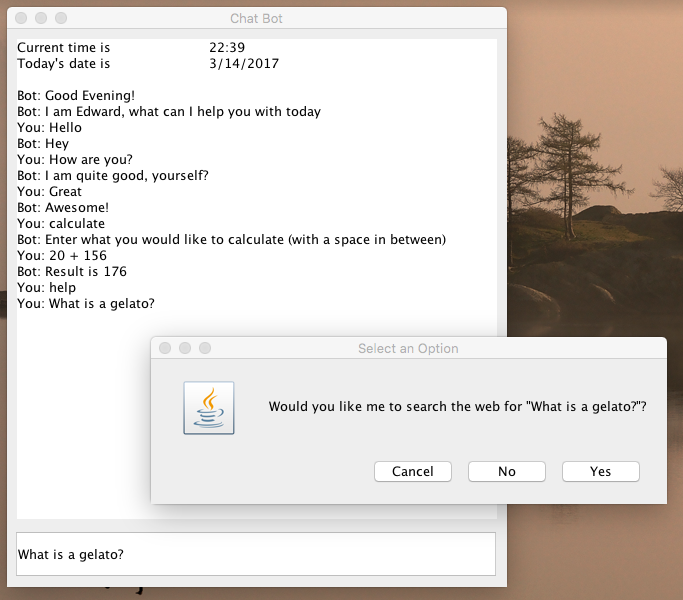 Chat Bot
Current time is 22:39
Today's date is 3/14/2017
Bot: Good Evening!
Bot: I am Edward, what can I help you with today
You: Hello
Bot: Hey
You: How are you?
Bot: I am quite good, yourself?
You: Great
Bot: Awesome!
You: calculate
Bot: Enter what you would like to calculate (with a space in between)
You: 20 + 156
Bot: Result is 176
You: help
You: What is a gelato?
Select an Option
Would you like me to search the web for "What is a gelato?"?
Cancel No Yes
What is a gelato?